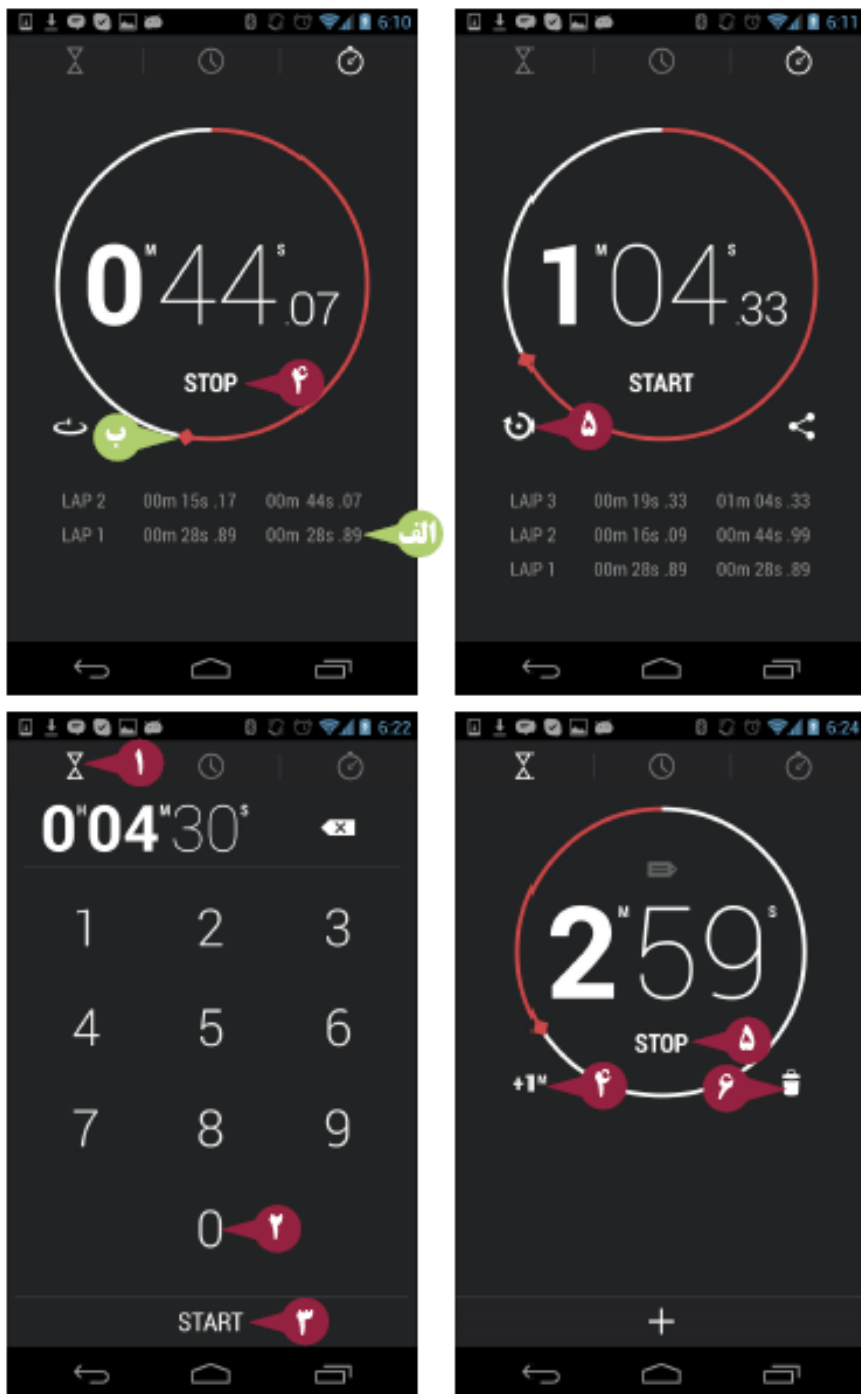 6:10
0 M 44 S .07
STOP ۴
ب
LAP 2 00m 15s .17 00m 44s .07
LAP 1 00m 28s .89 00m 28s .89 الف
6:11
1 M 04 S .33
START
۵
LAIP 3 00m 19s .33 01m 04s .33
LAIP 2 00m 16s .09 00m 44s .99
LAIP 1 00m 28s .89 00m 28s .89
6:22
۱
0 H 04 M 30 S
1 2 3
4 5 6
7 8 9
0 ۲
START ۳
6:24
2 M 59 S
STOP ۵
+1 M ۴ ۶
+